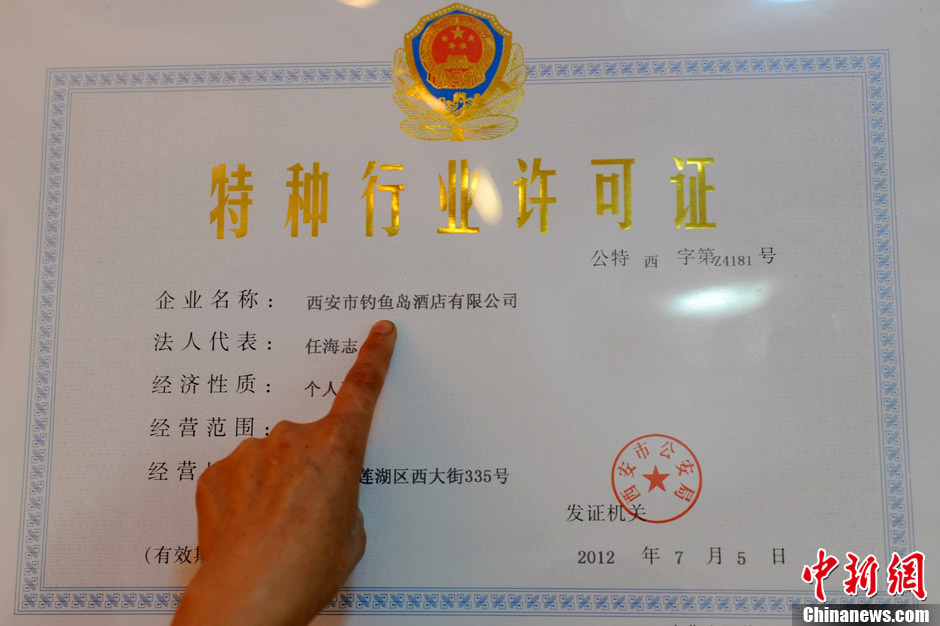 特种行业许可证
公特 西 字第Z4181号
企业名称： 西安市钓鱼岛酒店有限公司
法人代表： 任海志
经济性质： 个人
经营范围：
经营 莲湖区西大街335号
西安市公安局
发证机关
(有效 2012 年 7 月 5 日
中新网
Chinanews.com